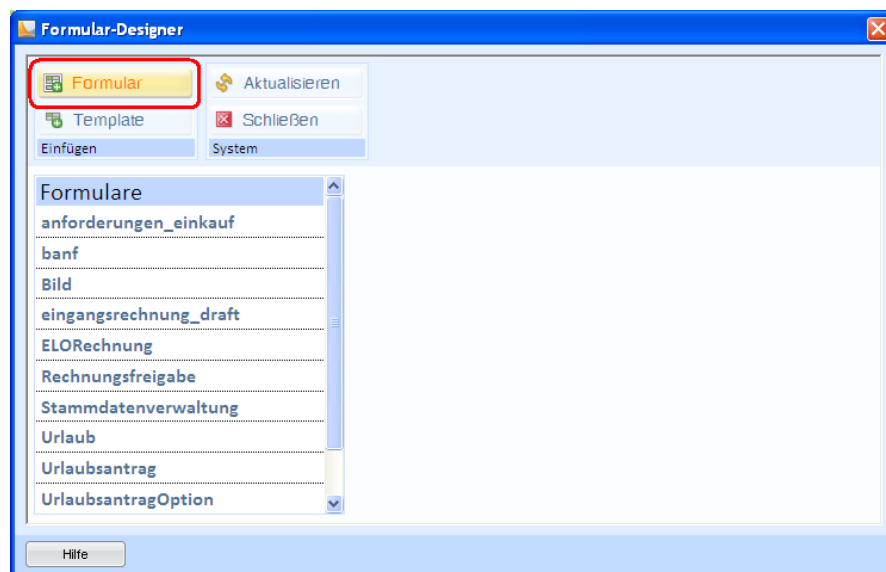 Formular-Designer
Formular
Aktualisieren
Template
Schließen
Einfügen
System
Formulare
anforderungen_einkauf
banf
Bild
eingangsrechnung_draft
ELORechnung
Rechnungsfreigabe
Stammdatenverwaltung
Urlaub
Urlaubsantrag
UrlaubsantragOption
Hilfe